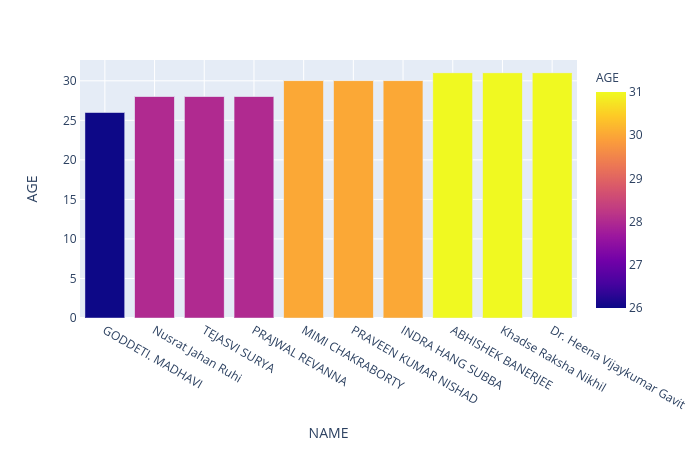 AGE
30
25
20
15
10
5
0
AGE
31
30
29
28
27
26
GODDETI. MADHAVI
Nusrat Jahan Ruhi
TEJASVI SURYA
PRAJWAL REVANNA
MIMI CHAKRABORTY
PRAVEEN KUMAR NISHAD
INDRA HANG SUBBA
ABHISHEK BANERJEE
Khadse Raksha Nikhil
Dr. Heena Vijaykumar Gavit
NAME